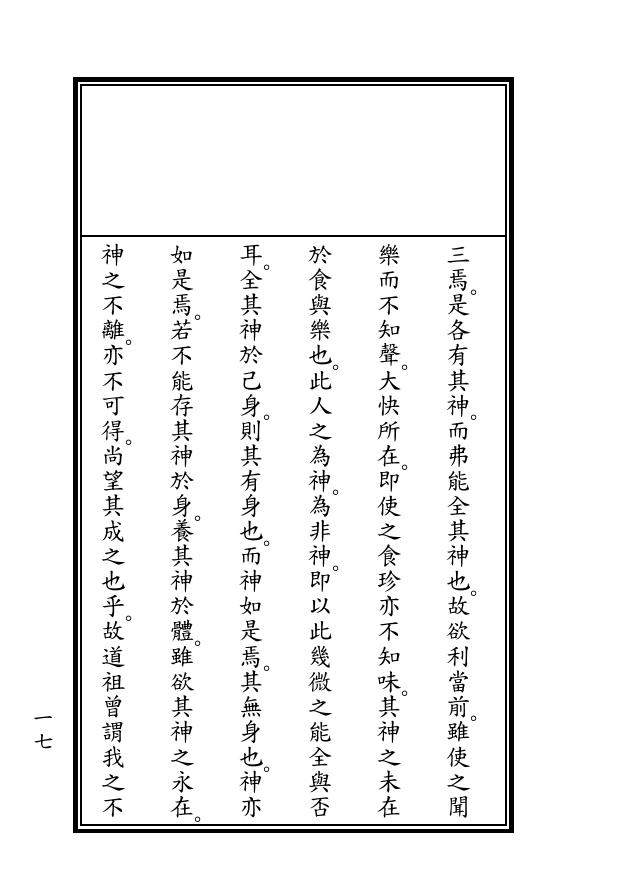 三焉。是各有其神。而弗能全其神也。故欲利當前。雖使之聞
樂而不知聲。大快所在。即使之食珍亦不知味。其神之未在
於食與樂也。此人之為神。為非神。即以此幾微之能全與否
耳。全其神於己身。則其有身也。而神如是焉。其無身也。神亦
如是焉。若不能存其神於身。養其神於體。雖欲其神之永在。
神之不離。亦不可得。尚望其成之也乎。故道祖曾謂我之不
一七